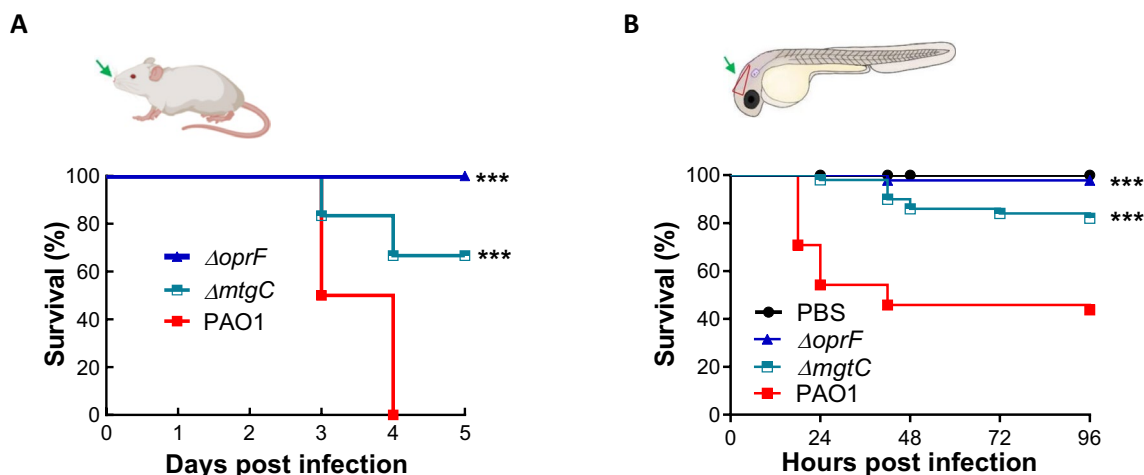 A
100
80
60
40
20
0
Survival (%)
***
***
ΔoprF
ΔmtgC
PAO1
0 1 2 3 4 5
Days post infection
B
100
80
60
40
20
0
Survival (%)
***
***
PBS
ΔoprF
ΔmgtC
PAO1
0 24 48 72 96
Hours post infection